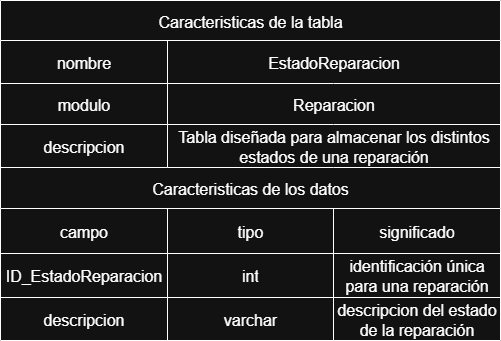 Caracteristicas de la tabla
nombre
EstadoReparacion
modulo
Reparacion
descripcion
Tabla diseñada para almacenar los distintos
estados de una reparación
Caracteristicas de los datos
campo
tipo
significado
ID_EstadoReparacion
int
identificación única
para una reparación
descripcion
varchar
descripcion del estado
de la reparación